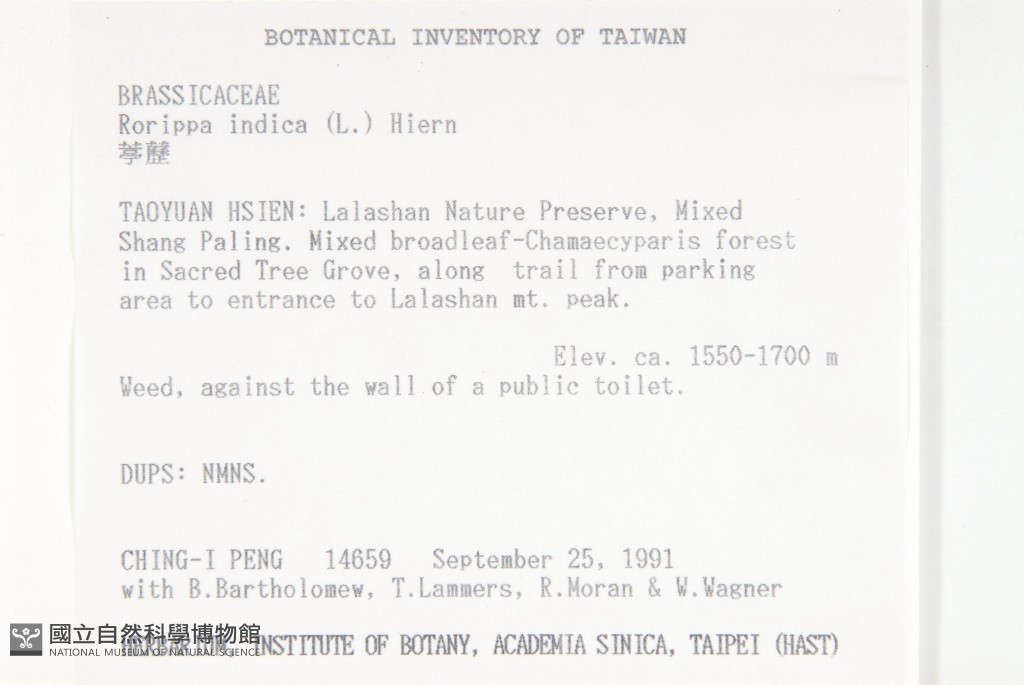 BOTANICAL INVENTORY OF TAIWAN
BRASSICACEAE
Rorippa indica (L.) Hiern
葶藶
TAOYUAN HSIEN: Lalashan Nature Preserve, Mixed
Shang Paling. Mixed broadleaf-Chamaecyparis forest
in Sacred Tree Grove, along trail from parking
area to entrance to Lalashan mt. peak.
Elev. ca. 1550-1700 m
Weed, against the wall of a public toilet.
DUPS: NMNS.
CHING-I PENG 14659 September 25, 1991
with B.Bartholomew, T.Lammers, R.Moran & W.Wagner
HERBARIUM, INSTITUTE OF BOTANY, ACADEMIA SINICA, TAIPEI (HAST)
國立自然科學博物館
NATIONAL MUSEUM OF NATURAL SCIENCE